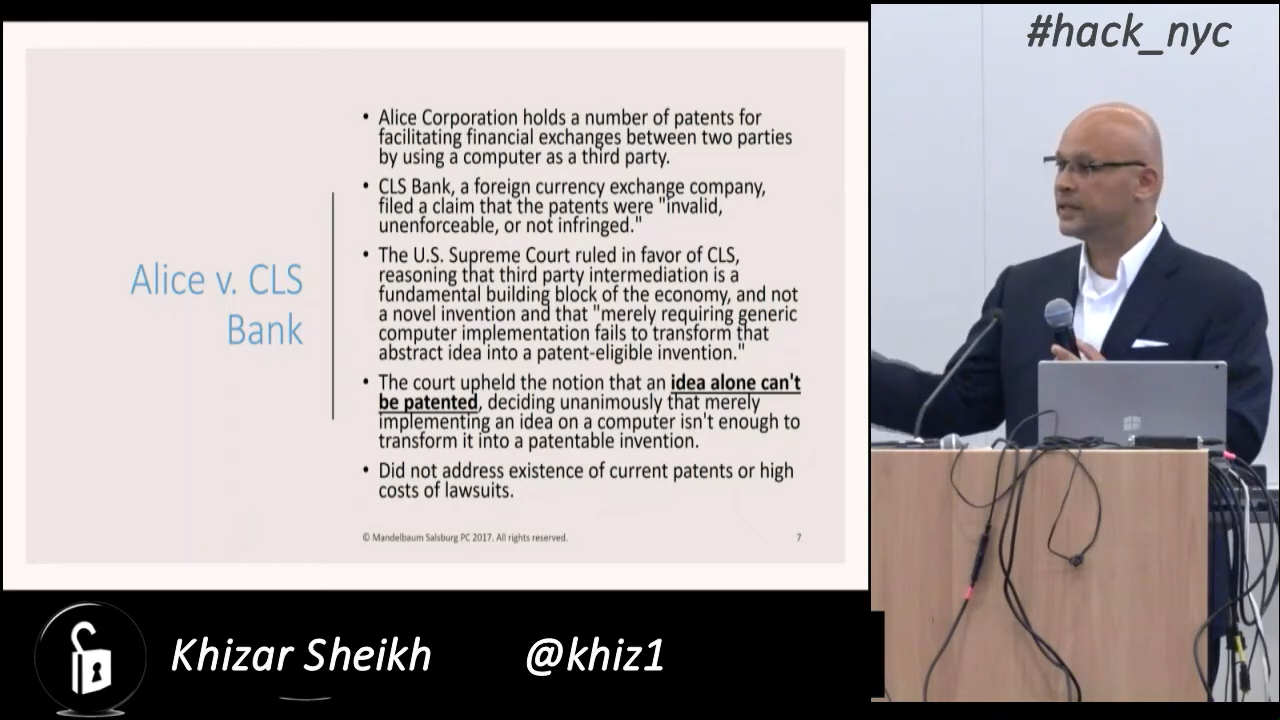 #hack_nyc
Alice v. CLS
Bank
• Alice Corporation holds a number of patents for
facilitating financial exchanges between two parties
by using a computer as a third party.
• CLS Bank, a foreign currency exchange company,
filed a claim that the patents were "invalid,
unenforceable, or not infringed."
• The U.S. Supreme Court ruled in favor of CLS,
reasoning that third party intermediation is a
fundamental building block of the economy, and not
a novel invention and that "merely requiring generic
computer implementation fails to transform that
abstract idea into a patent-eligible invention."
• The court upheld the notion that an idea alone can't
be patented, deciding unanimously that merely
implementing an idea on a computer isn't enough to
transform it into a patentable invention.
• Did not address existence of current patents or high
costs of lawsuits.
© Mandelbaum Salsburg PC 2017. All rights reserved.
7
Khizar Sheikh @khiz1